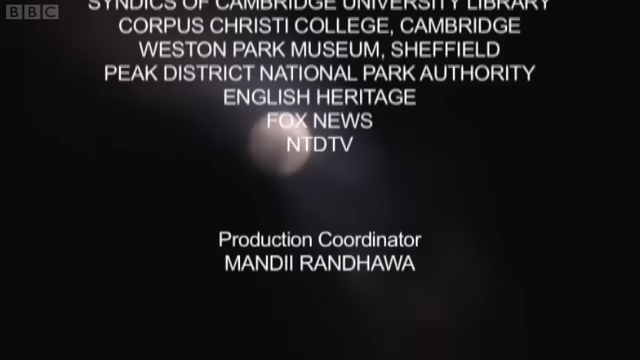 BBC
SYNDICS OF CAMBRIDGE UNIVERSITY LIBRARY
CORPUS CHRISTI COLLEGE, CAMBRIDGE
WESTON PARK MUSEUM, SHEFFIELD
PEAK DISTRICT NATIONAL PARK AUTHORITY
ENGLISH HERITAGE
FOX NEWS
NTDTV
Production Coordinator
MANDII RANDHAWA